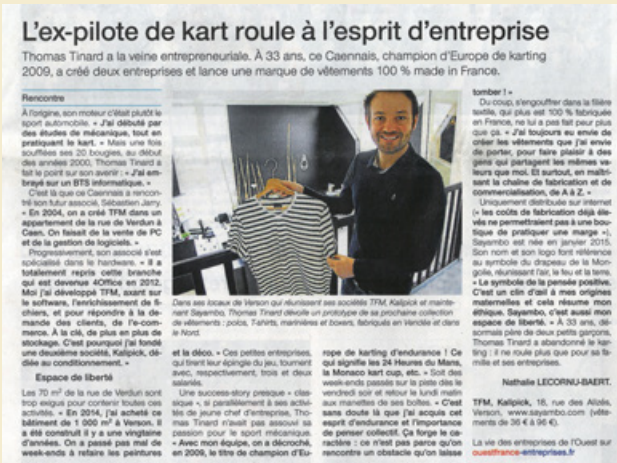 L'ex-pilote de kart roule à l'esprit d'entreprise
Thomas Tinard a la veine entrepreneuriale. À 33 ans, ce Caennais, champion d'Europe de karting
2009, a créé deux entreprises et lance une marque de vêtements 100 % made in France.
Rencontre
À l'origine, son moteur c'était plutôt le
sport automobile. « J'ai débuté par
des études de mécanique, tout en
pratiquant le kart. » Mais une fois
soufflées ses 20 bougies, au début
des années 2000, Thomas Tinard a
fait le point sur son avenir : « J'ai em-
brayé sur un BTS informatique. »
C'est là que ce Caennais a rencon-
tré son futur associé, Sébastien Jarry.
« En 2004, on a créé TFM dans un
appartement de la rue de Verdun à
Caen. On faisait de la vente de PC
et de la gestion de logiciels. »
Progressivement, son associé s'est
spécialisé dans le hardware. « Il a
totalement repris cette branche
qui est devenue 4Office en 2012.
Moi j'ai développé TFM, axant sur
le software, l'enrichissement de fi-
chiers, et pour répondre à la de-
mande des clients, de l'e-com-
merce. À la clé, de plus en plus de
stockage. C'est pourquoi j'ai fondé
une deuxième société, Kalipick, dé-
diée au conditionnement. »
Espace de liberté
Les 70 m² de la rue de Verdun sont
trop exigus pour contenir toutes ces
activités. « En 2014, j'ai acheté ce
bâtiment de 1 000 m² à Verson. Il
a été construit il y a une vingtaine
d'années. On a passé pas mal de
week-ends à refaire les peintures
Dans ses locaux de Verson qui réunissent ses sociétés TFM, Kalipick et mainte-
nant Sayambo, Thomas Tinard dévoile un prototype de sa prochaine collection
de vêtements : polos, T-shirts, marinières et boxers, fabriqués en Vendée et dans
le Nord.
et la déco. » Ces petites entreprises,
qui tirent leur épingle du jeu, tournent
avec, respectivement, trois et deux
salariés.
Une success-story presque « clas-
sique », si parallèlement à ses activi-
tés de jeune chef d'entreprise, Tho-
mas Tinard n'avait pas assouvi sa
passion pour le sport mécanique.
« Avec mon équipe, on a décroché,
en 2009, le titre de champion d'Eu-
rope de karting d'endurance ! Ce
qui signifie les 24 Heures du Mans,
la Monaco kart cup, etc. » Soit des
week-ends passés sur la piste dès le
vendredi soir et retour le lundi matin
aux manettes de ses boîtes. « C'est
sans doute là que j'ai acquis cet
esprit d'endurance et l'importance
de penser collectif. Ça forge le ca-
ractère : ce n'est pas parce qu'on
rencontre un obstacle qu'on laisse
tomber ! »
Du coup, s'engouffrer dans la filière
textile, qui plus est 100 % fabriquée
en France, ne lui a pas fait peur plus
que ça. « J'ai toujours eu envie de
créer les vêtements que j'ai envie
de porter, pour faire plaisir à des
gens qui partagent les mêmes va-
leurs que moi. Et surtout, en maîtri-
sant la chaîne de fabrication et de
commercialisation, de A à Z. »
Uniquement distribuée sur internet
(« les coûts de fabrication déjà éle-
vés ne permettraient pas à une bou-
tique de pratiquer une marge »),
Sayambo est née en janvier 2015.
Son nom et son logo font référence
au symbole du drapeau de la Mon-
golie, réunissant l'air, le feu et la terre.
« Le symbole de la pensée positive.
C'est un clin d'œil à mes origines
maternelles et cela résume mon
éthique. Sayambo, c'est aussi mon
espace de liberté. » À 33 ans, dé-
sormais père de deux petits garçons,
Thomas Tinard a abandonné le kar-
ting : il ne roule plus que pour sa fa-
mille et ses entreprises.
Nathalie LECORNU-BAERT.
TFM, Kalipick, 18, rue des Alizés,
Verson. www.sayambo.com (vête-
ments de 36 € à 96 €).
La vie des entreprises de l'Ouest sur
ouestfrance-entreprises.fr